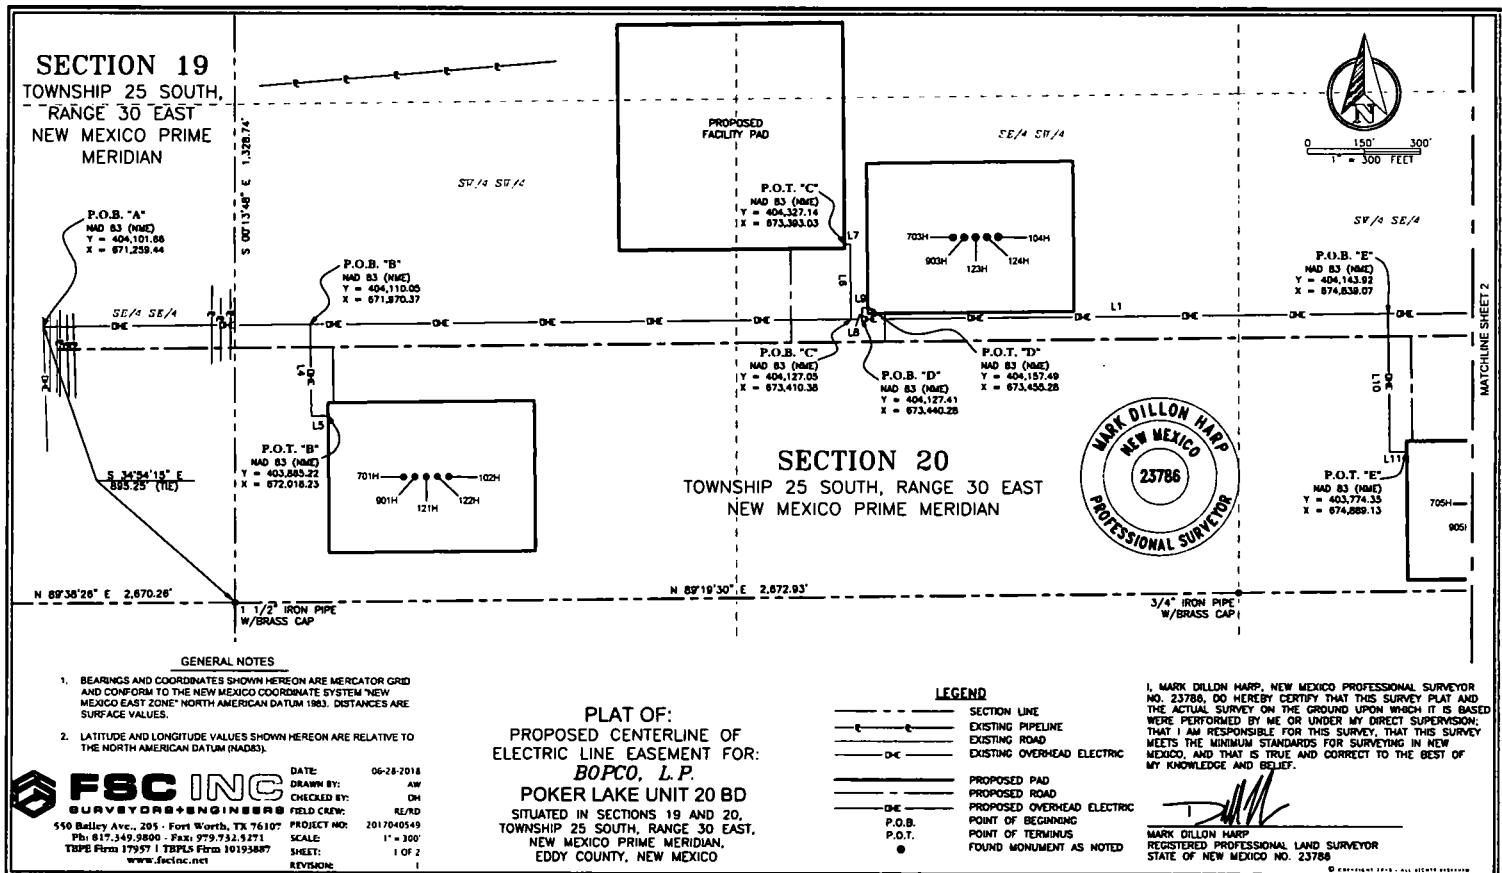 SECTION 19
TOWNSHIP 25 SOUTH,
RANGE 30 EAST
NEW MEXICO PRIME
MERIDIAN
S 00°13'48" E 1,328.74'
SW/4 SW/4
PROPOSED
FACILITY PAD
SE/4 SW/4
N
0 150' 300'
1" = 300 FEET
SW/4 SE/4
P.O.B. "A"
NAD 83 (NME)
Y = 404,101.86
X = 671,259.44
P.O.B. "B"
NAD 83 (NME)
Y = 404,110.05
X = 671,970.37
P.O.T. "C"
NAD 83 (NME)
Y = 404,327.14
X = 673,393.03
L7
L6
L9
703H
104H
903H
123H
124H
P.O.B. "E"
NAD 83 (NME)
Y = 404,143.92
X = 674,839.07
MATCHLINE SHEET 2
SE/4 SE/4
OHE
OHE
OHE
OHE
OHE
OHE
OHE
OHE
OHE
OHE
OHE
L1
L8
OHE
L4
OHE
L10
OHE
P.O.B. "C"
NAD 83 (NME)
Y = 404,127.05
X = 673,410.38
P.O.B. "D"
NAD 83 (NME)
Y = 404,127.41
X = 673,440.28
P.O.T. "D"
NAD 83 (NME)
Y = 404,157.49
X = 673,455.28
L5
P.O.T. "B"
NAD 83 (NME)
Y = 403,885.22
X = 672,018.23
701H
102H
901H
121H
122H
S 34°54'15" E
895.25' (TIE)
SECTION 20
TOWNSHIP 25 SOUTH, RANGE 30 EAST
NEW MEXICO PRIME MERIDIAN
MARK DILLON HARP
NEW MEXICO
23786
PROFESSIONAL SURVEYOR
L11
P.O.T. "E"
NAD 83 (NME)
Y = 403,774.35
X = 674,889.13
705H
905H
N 89°38'26" E 2,670.26'
N 89°19'30" E 2,672.93'
1 1/2" IRON PIPE
W/BRASS CAP
3/4" IRON PIPE
W/BRASS CAP
GENERAL NOTES
1. BEARINGS AND COORDINATES SHOWN HEREON ARE MERCATOR GRID
AND CONFORM TO THE NEW MEXICO COORDINATE SYSTEM "NEW
MEXICO EAST ZONE" NORTH AMERICAN DATUM 1983. DISTANCES ARE
SURFACE VALUES.
2. LATITUDE AND LONGITUDE VALUES SHOWN HEREON ARE RELATIVE TO
THE NORTH AMERICAN DATUM (NAD83).
FSC INC
SURVEYORS+ENGINEERS
550 Bailey Ave., 205 - Fort Worth, TX 76107
Ph: 817.349.9800 - Fax: 979.732.5271
TBPE Firm 17957 | TBPLS Firm 10193887
www.fscinc.net
DATE: 06-28-2018
DRAWN BY: AW
CHECKED BY: DH
FIELD CREW: RE/RD
PROJECT NO: 2017040549
SCALE: 1" = 300'
SHEET: 1 OF 2
REVISION: 1
PLAT OF:
PROPOSED CENTERLINE OF
ELECTRIC LINE EASEMENT FOR:
BOPCO, L.P.
POKER LAKE UNIT 20 BD
SITUATED IN SECTIONS 19 AND 20,
TOWNSHIP 25 SOUTH, RANGE 30 EAST,
NEW MEXICO PRIME MERIDIAN,
EDDY COUNTY, NEW MEXICO
LEGEND
SECTION LINE
EXISTING PIPELINE
EXISTING ROAD
OHE EXISTING OVERHEAD ELECTRIC
PROPOSED PAD
PROPOSED ROAD
OHE PROPOSED OVERHEAD ELECTRIC
P.O.B. POINT OF BEGINNING
P.O.T. POINT OF TERMINUS
FOUND MONUMENT AS NOTED
I, MARK DILLON HARP, NEW MEXICO PROFESSIONAL SURVEYOR
NO. 23786, DO HEREBY CERTIFY THAT THIS SURVEY PLAT AND
THE ACTUAL SURVEY ON THE GROUND UPON WHICH IT IS BASED
WERE PERFORMED BY ME OR UNDER MY DIRECT SUPERVISION;
THAT I AM RESPONSIBLE FOR THIS SURVEY, THAT THIS SURVEY
MEETS THE MINIMUM STANDARDS FOR SURVEYING IN NEW
MEXICO, AND THAT IS TRUE AND CORRECT TO THE BEST OF
MY KNOWLEDGE AND BELIEF.
MARK DILLON HARP
REGISTERED PROFESSIONAL LAND SURVEYOR
STATE OF NEW MEXICO NO. 23786